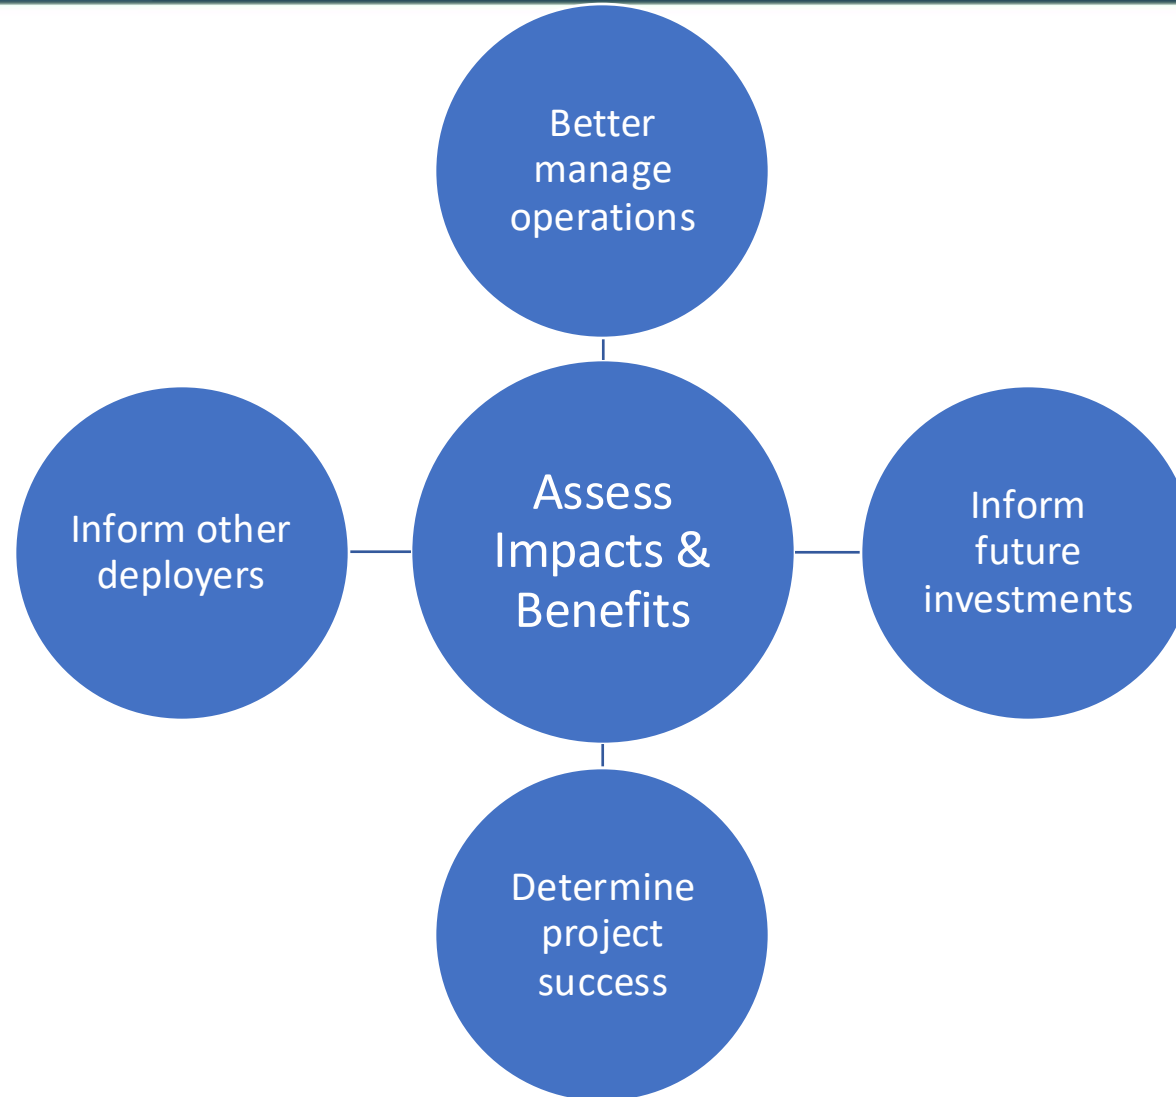 Better
manage
operations
Inform other
deployers
Assess
Impacts &
Benefits
Inform
future
investments
Determine
project
success